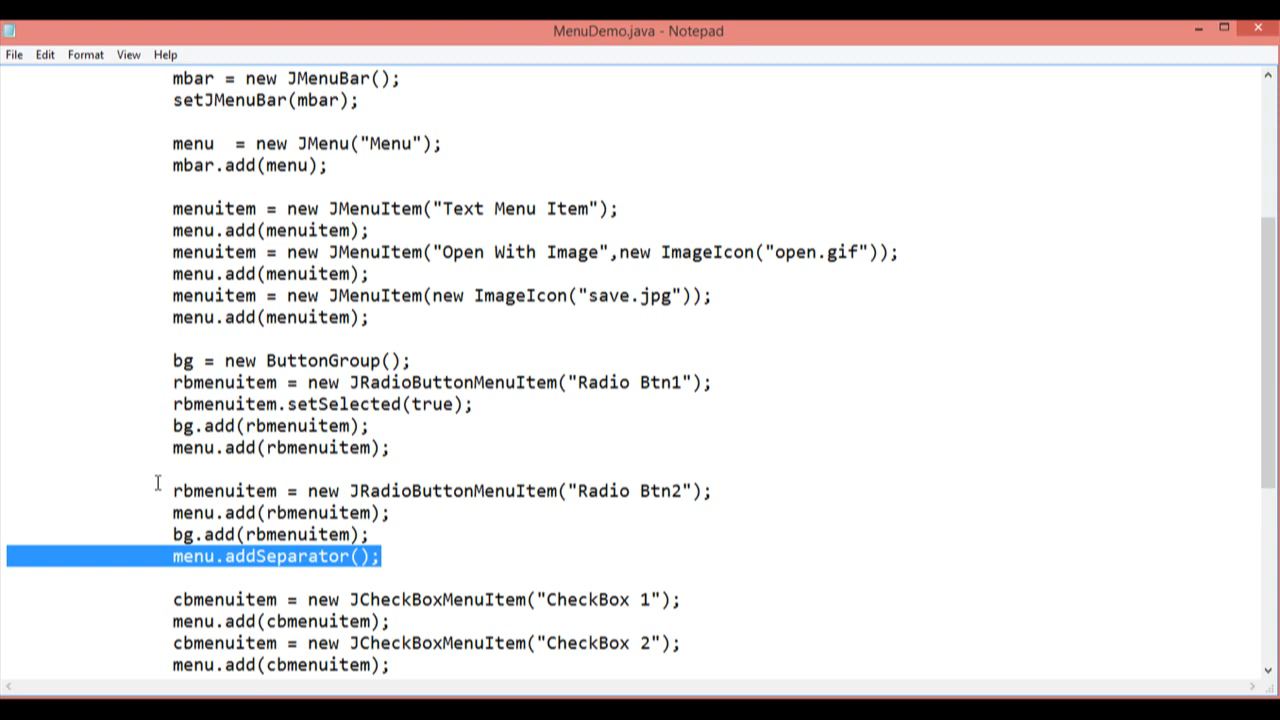 MenuDemo.java - Notepad
File Edit Format View Help
mbar = new JMenuBar();
setJMenuBar(mbar);
menu  = new JMenu("Menu");
mbar.add(menu);
menuitem = new JMenuItem("Text Menu Item");
menu.add(menuitem);
menuitem = new JMenuItem("Open With Image",new ImageIcon("open.gif"));
menu.add(menuitem);
menuitem = new JMenuItem(new ImageIcon("save.jpg"));
menu.add(menuitem);
bg = new ButtonGroup();
rbmenuitem = new JRadioButtonMenuItem("Radio Btn1");
rbmenuitem.setSelected(true);
bg.add(rbmenuitem);
menu.add(rbmenuitem);
rbmenuitem = new JRadioButtonMenuItem("Radio Btn2");
menu.add(rbmenuitem);
bg.add(rbmenuitem);
menu.addSeparator();
cbmenuitem = new JCheckBoxMenuItem("CheckBox 1");
menu.add(cbmenuitem);
cbmenuitem = new JCheckBoxMenuItem("CheckBox 2");
menu.add(cbmenuitem);